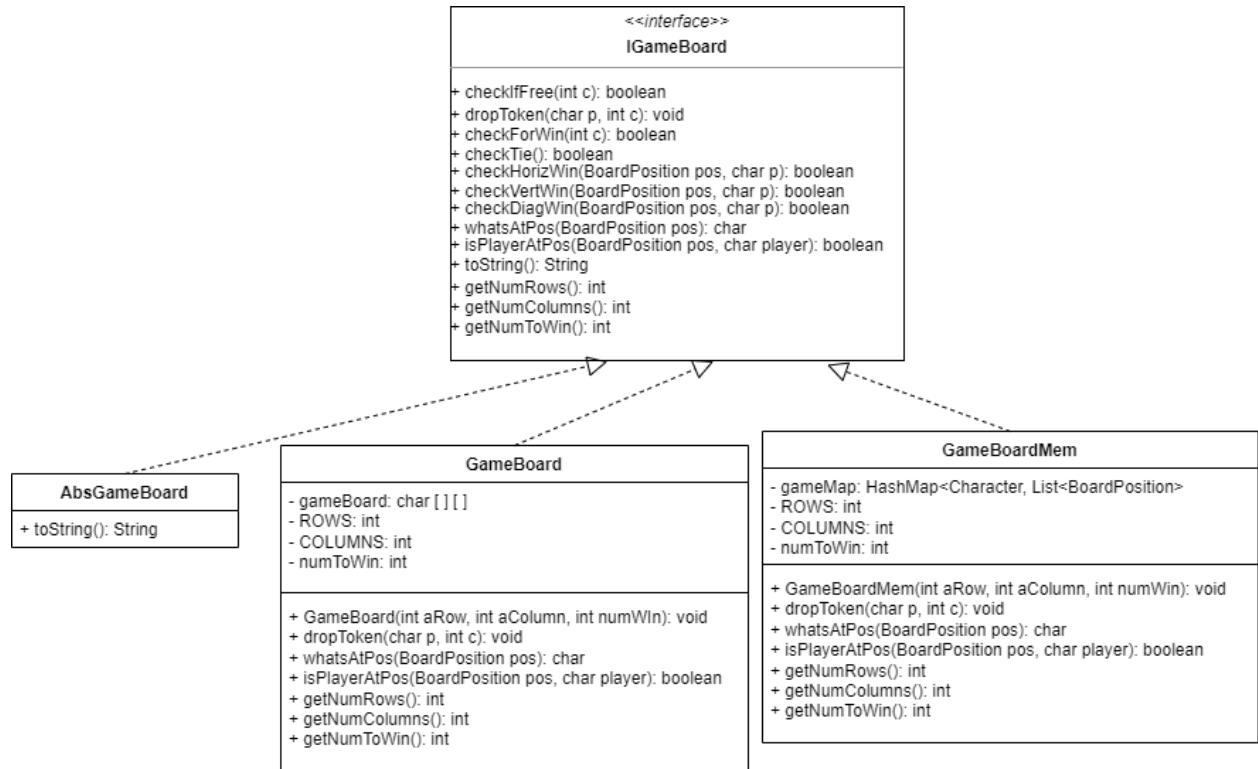 <<interface>>
IGameBoard
+ checkIfFree(int c): boolean
+ dropToken(char p, int c): void
+ checkForWin(int c): boolean
+ checkTie(): boolean
+ checkHorizWin(BoardPosition pos, char p): boolean
+ checkVertWin(BoardPosition pos, char p): boolean
+ checkDiagWin(BoardPosition pos, char p): boolean
+ whatsAtPos(BoardPosition pos): char
+ isPlayerAtPos(BoardPosition pos, char player): boolean
+ toString(): String
+ getNumRows(): int
+ getNumColumns(): int
+ getNumToWin(): int
AbsGameBoard
+ toString(): String
GameBoard
- gameBoard: char [ ] [ ]
- ROWS: int
- COLUMNS: int
- numToWin: int
+ GameBoard(int aRow, int aColumn, int numWIn): void
+ dropToken(char p, int c): void
+ whatsAtPos(BoardPosition pos): char
+ isPlayerAtPos(BoardPosition pos, char player): boolean
+ getNumRows(): int
+ getNumColumns(): int
+ getNumToWin(): int
GameBoardMem
- gameMap: HashMap<Character, List<BoardPosition>
- ROWS: int
- COLUMNS: int
- numToWin: int
+ GameBoardMem(int aRow, int aColumn, int numWin): void
+ dropToken(char p, int c): void
+ whatsAtPos(BoardPosition pos): char
+ isPlayerAtPos(BoardPosition pos, char player): boolean
+ getNumRows(): int
+ getNumColumns(): int
+ getNumToWin(): int